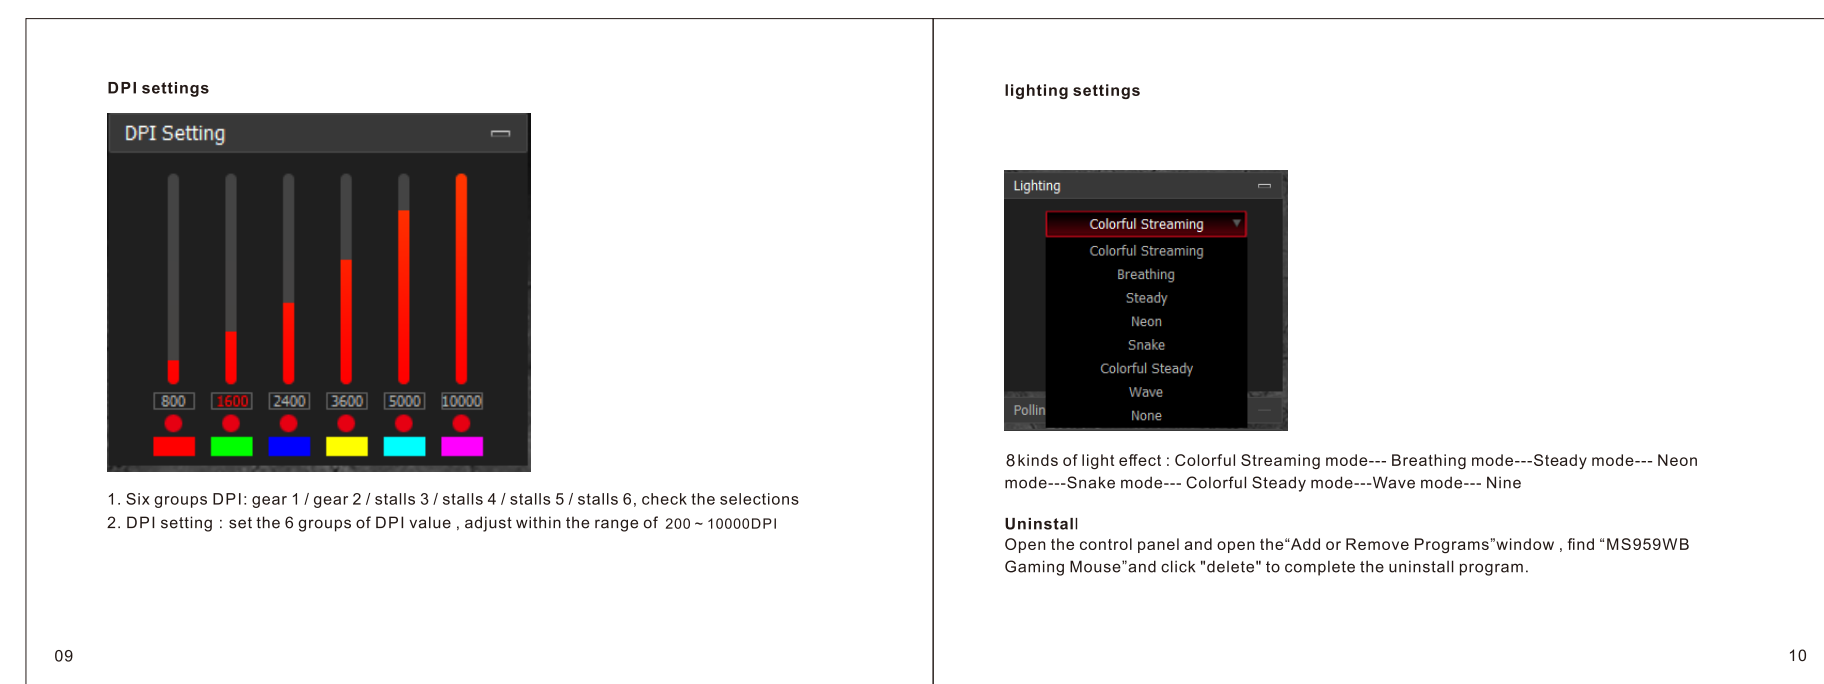 DPI settings
DPI Setting
800 1600 2400 3600 5000 10000
1. Six groups DPI: gear 1 / gear 2 / stalls 3 / stalls 4 / stalls 5 / stalls 6, check the selections
2. DPI setting : set the 6 groups of DPI value , adjust within the range of 200 ~ 10000DPI
09
lighting settings
Lighting
Colorful Streaming
Colorful Streaming
Breathing
Steady
Neon
Snake
Colorful Steady
Wave
None
Pollin
8 kinds of light effect : Colorful Streaming mode--- Breathing mode---Steady mode--- Neon
mode---Snake mode--- Colorful Steady mode---Wave mode--- Nine
Uninstall
Open the control panel and open the“Add or Remove Programs”window , find “MS959WB
Gaming Mouse”and click "delete" to complete the uninstall program.
10